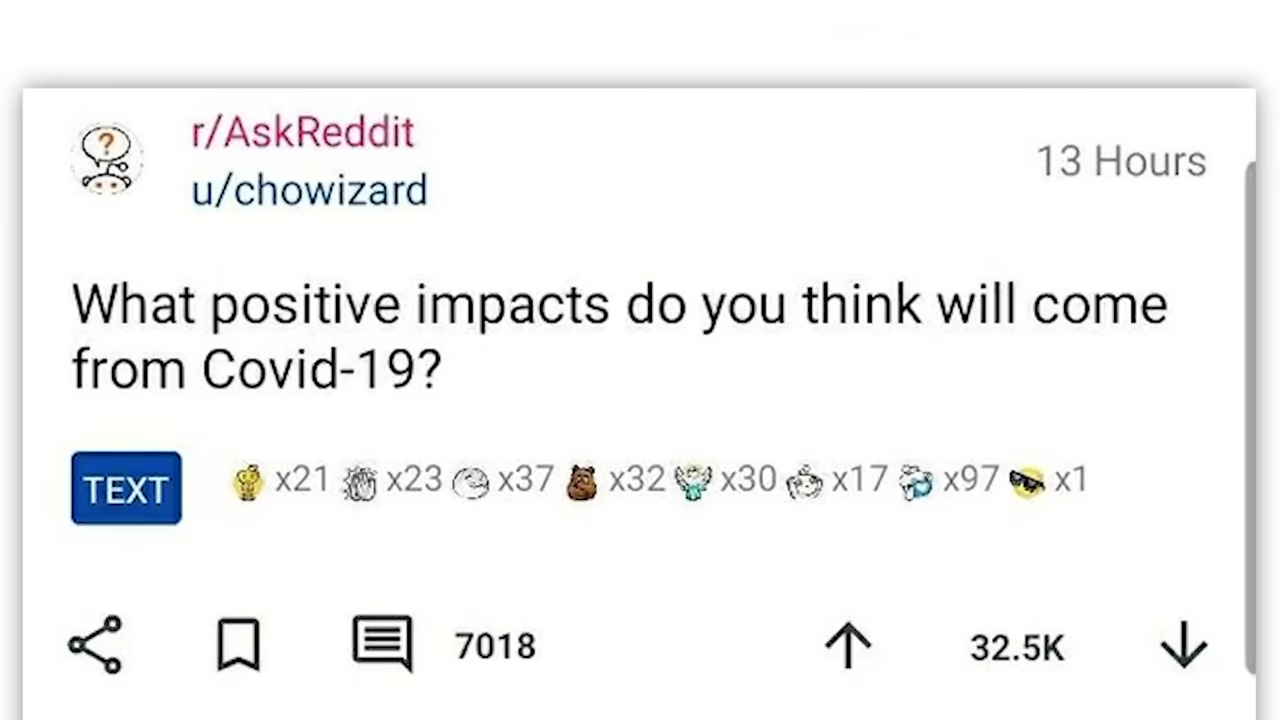 r/AskReddit
13 Hours
u/chowizard
What positive impacts do you think will come
from Covid-19?
TEXT x21 x23 x37 x32 x30 x17 x97 x1
7018 32.5K